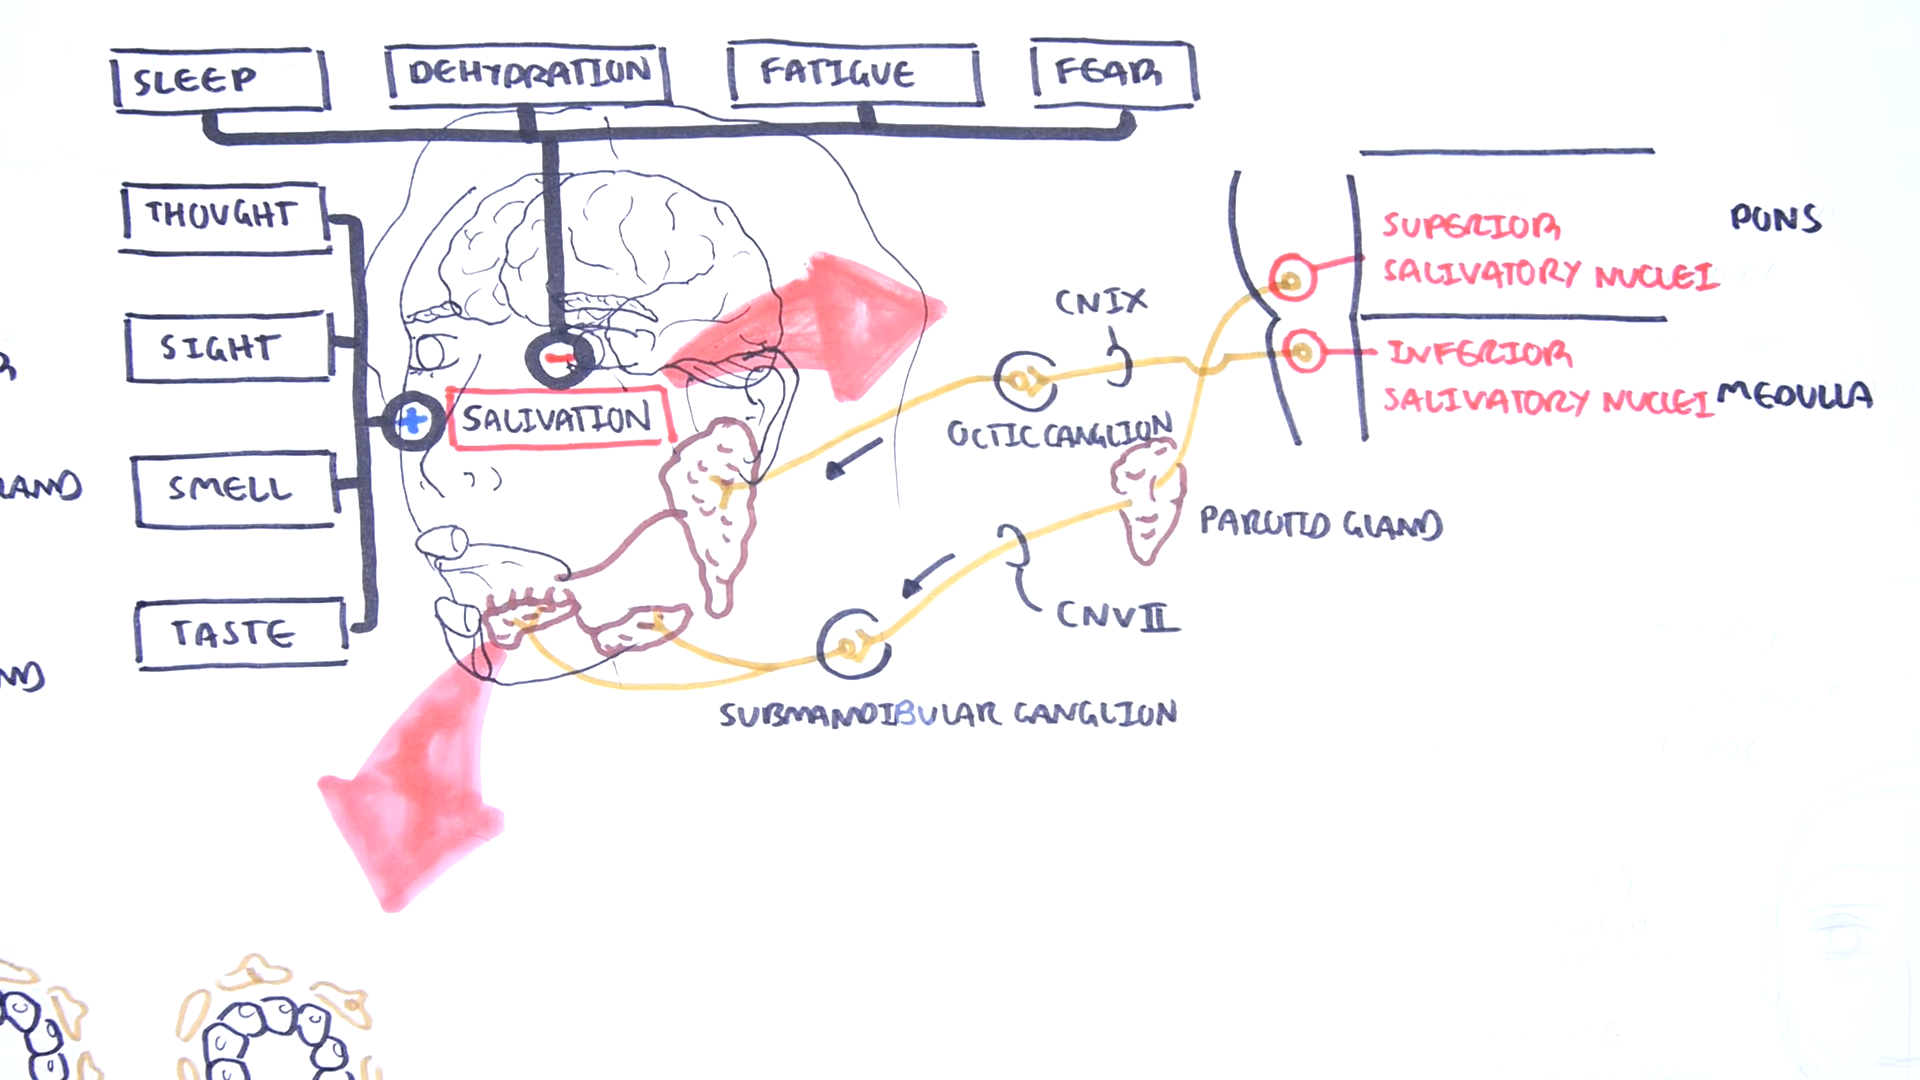 SLEEP
DEHYDRATION
FATIGUE
FEAR
THOUGHT
SIGHT
SMELL
TASTE
+
−
SALIVATION
CNIX
OCTIC GANGLION
PAROTID GLAND
CNVII
SUBMANDIBULAR GANGLION
SUPERIOR
SALIVATORY NUCLEI
PONS
INFERIOR
SALIVATORY NUCLEI
MEDULLA